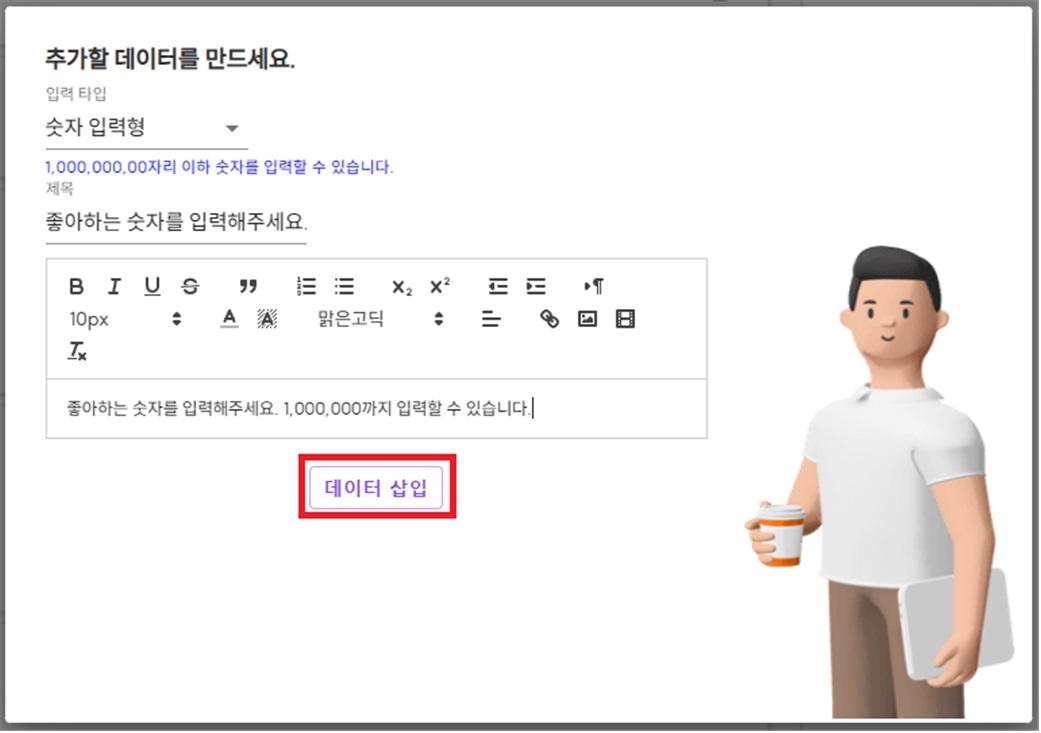 추가할 데이터를 만드세요.
입력 타입
숫자 입력형
1,000,000,00자리 이하 숫자를 입력할 수 있습니다.
제목
좋아하는 숫자를 입력해주세요.
B I U S ” x₂ x²
10px A A 맑은고딕
Tx
좋아하는 숫자를 입력해주세요. 1,000,000까지 입력할 수 있습니다.
데이터 삽입